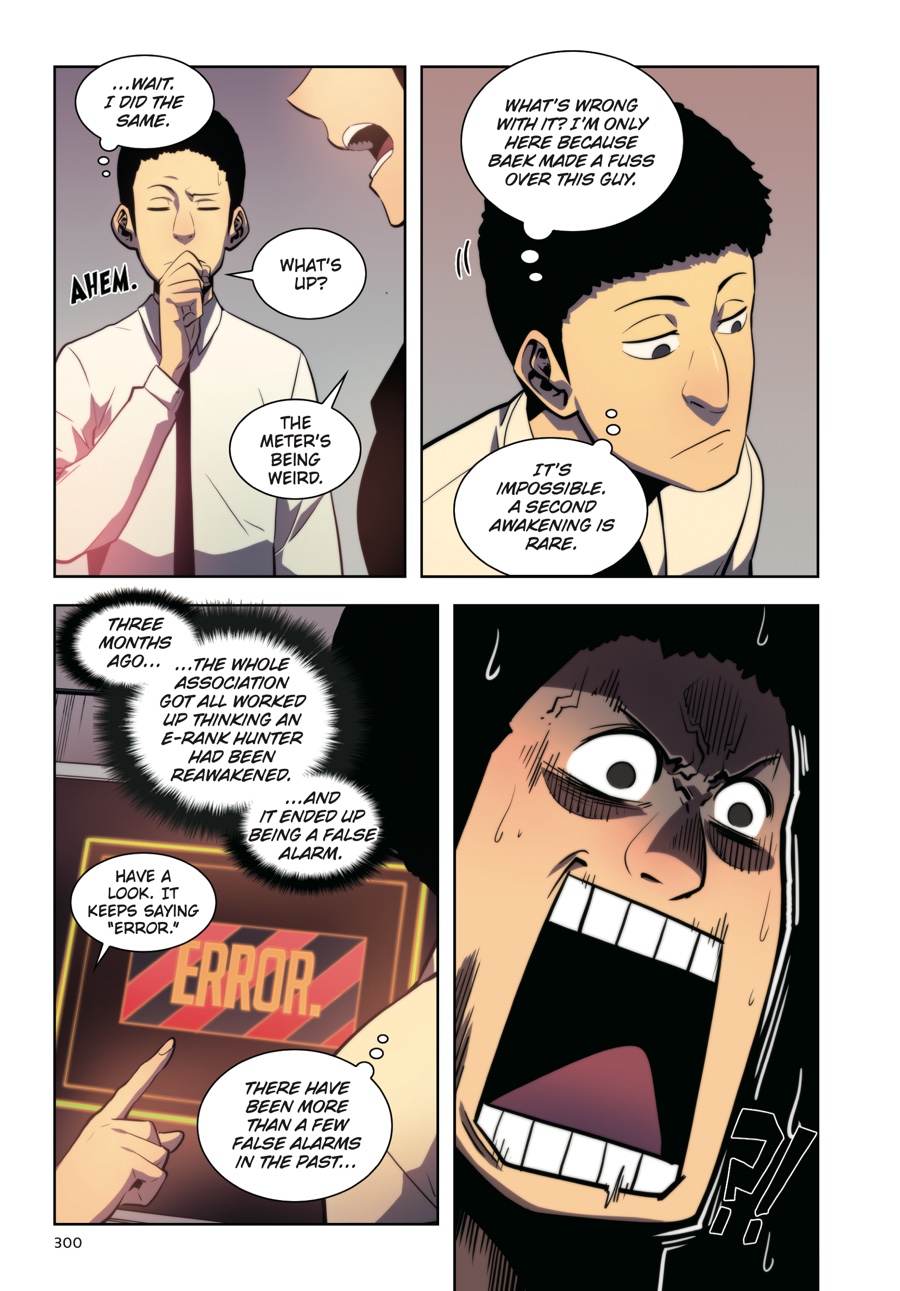 ...WAIT.
I DID THE
SAME.
AHEM.
WHAT'S
UP?
THE
METER'S
BEING
WEIRD.
WHAT'S WRONG
WITH IT? I'M ONLY
HERE BECAUSE
BAEK MADE A FUSS
OVER THIS GUY.
IT'S
IMPOSSIBLE.
A SECOND
AWAKENING IS
RARE.
THREE
MONTHS
AGO...
...THE WHOLE
ASSOCIATION
GOT ALL WORKED
UP THINKING AN
E-RANK HUNTER
HAD BEEN
REAWAKENED.
...AND
IT ENDED UP
BEING A FALSE
ALARM.
HAVE A
LOOK. IT
KEEPS SAYING
"ERROR."
ERROR.
THERE HAVE
BEEN MORE
THAN A FEW
FALSE ALARMS
IN THE PAST...
?!!
300